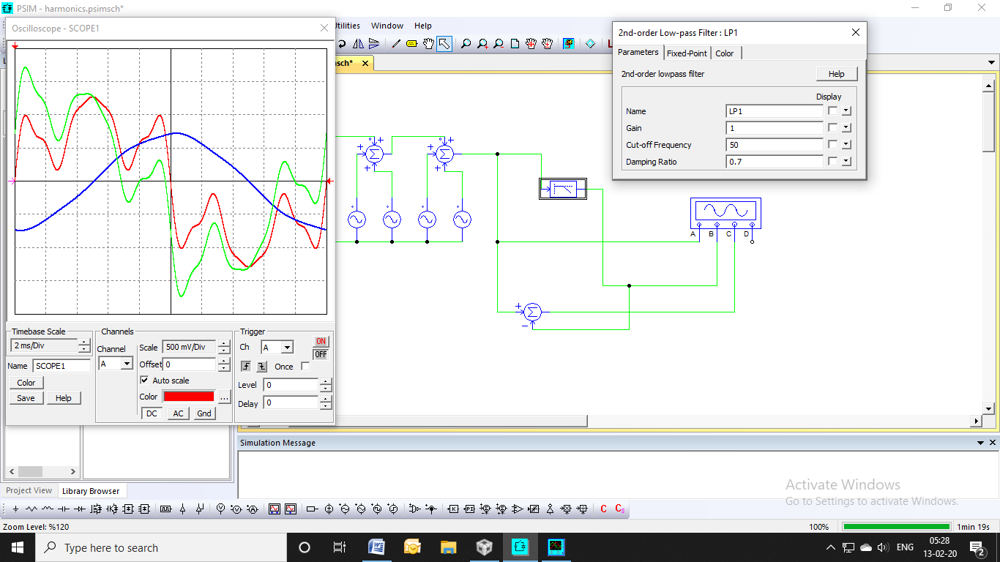 PSIM - harmonics.psimsch*
Oscilloscope - SCOPE1
Utilities Window Help
sch*
2nd-order Low-pass Filter : LP1
Parameters Fixed-Point Color
2nd-order lowpass filter Help
Display
Name LP1
Gain 1
Cut-off Frequency 50
Damping Ratio 0.7
A B C D
Timebase Scale
2 ms/Div
Name SCOPE1
Color
Save Help
Channels
Channel
A
Scale 500 mV/Div
Offset 0
Auto scale
Color ...
DC AC Gnd
Trigger
Ch A
ON
OFF
Once
Level 0
Delay 0
Simulation Message
Project View Library Browser
Activate Windows
Go to Settings to activate Windows.
K PI C Cs
Zoom Level: %120
100% 1min 19s
Type here to search
ENG
05:28
13-02-20
2